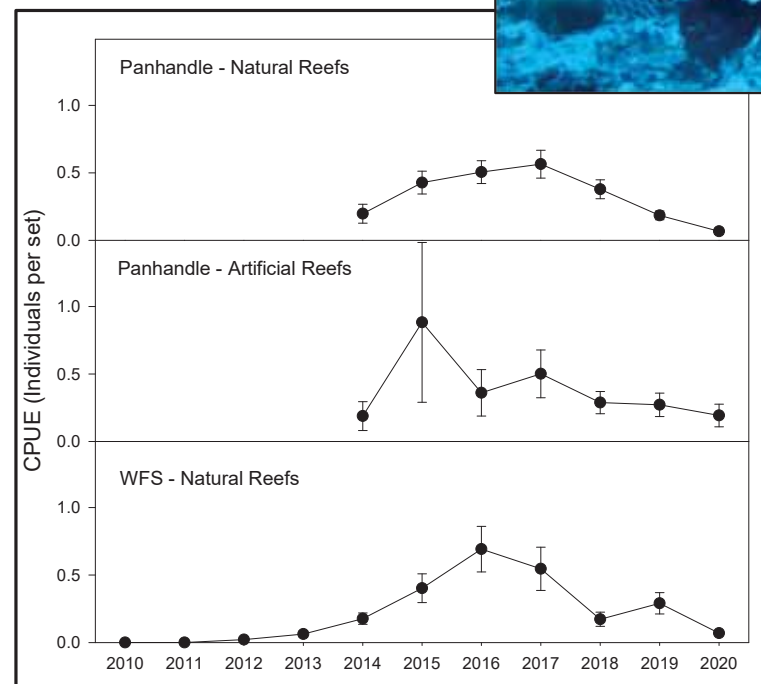 Panhandle - Natural Reefs
1.0
0.5
0.0
Panhandle - Artificial Reefs
1.0
0.5
0.0
WFS - Natural Reefs
1.0
0.5
0.0
CPUE (Individuals per set)
2010 2011 2012 2013 2014 2015 2016 2017 2018 2019 2020